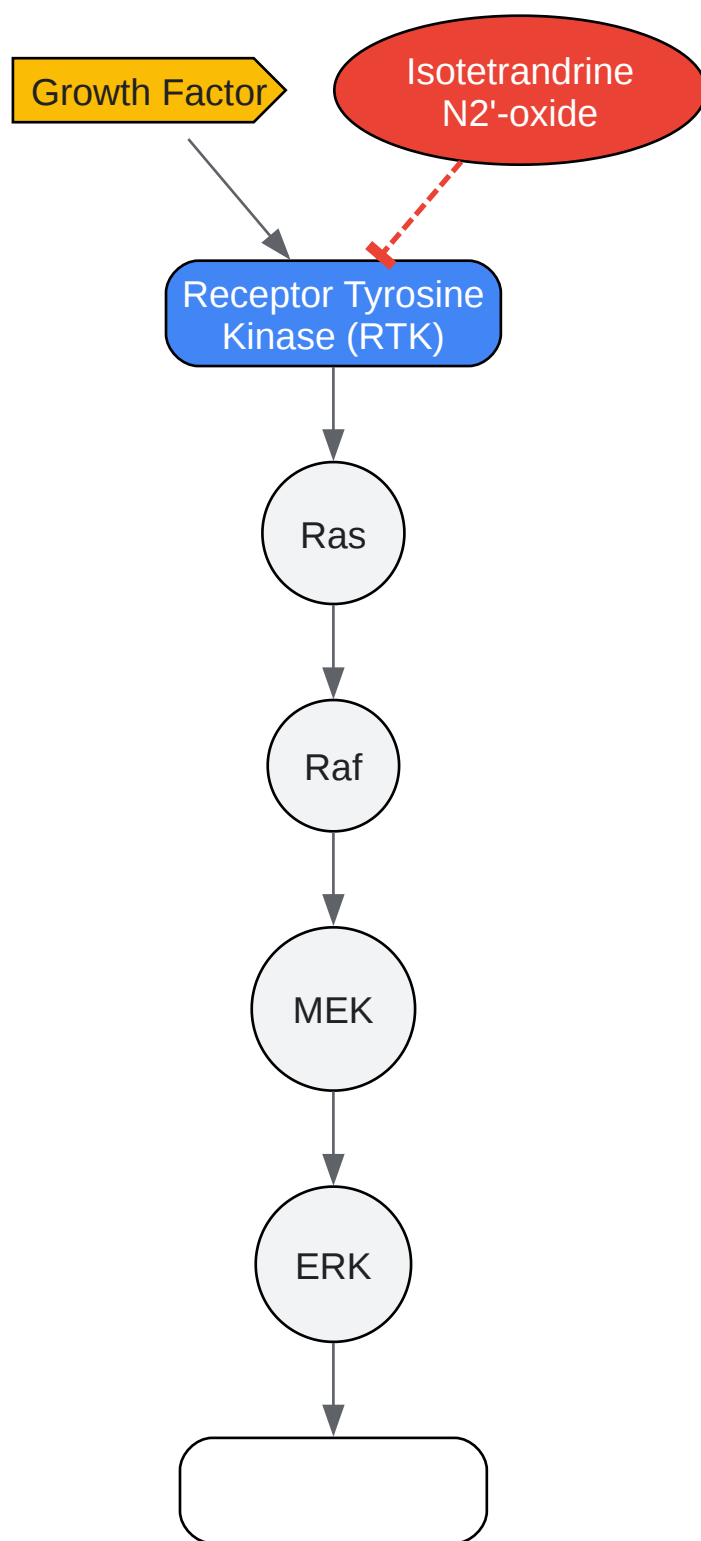 Growth Factor
Isotetrandrine
N2'-oxide
Receptor Tyrosine
Kinase (RTK)
Ras
Raf
MEK
ERK